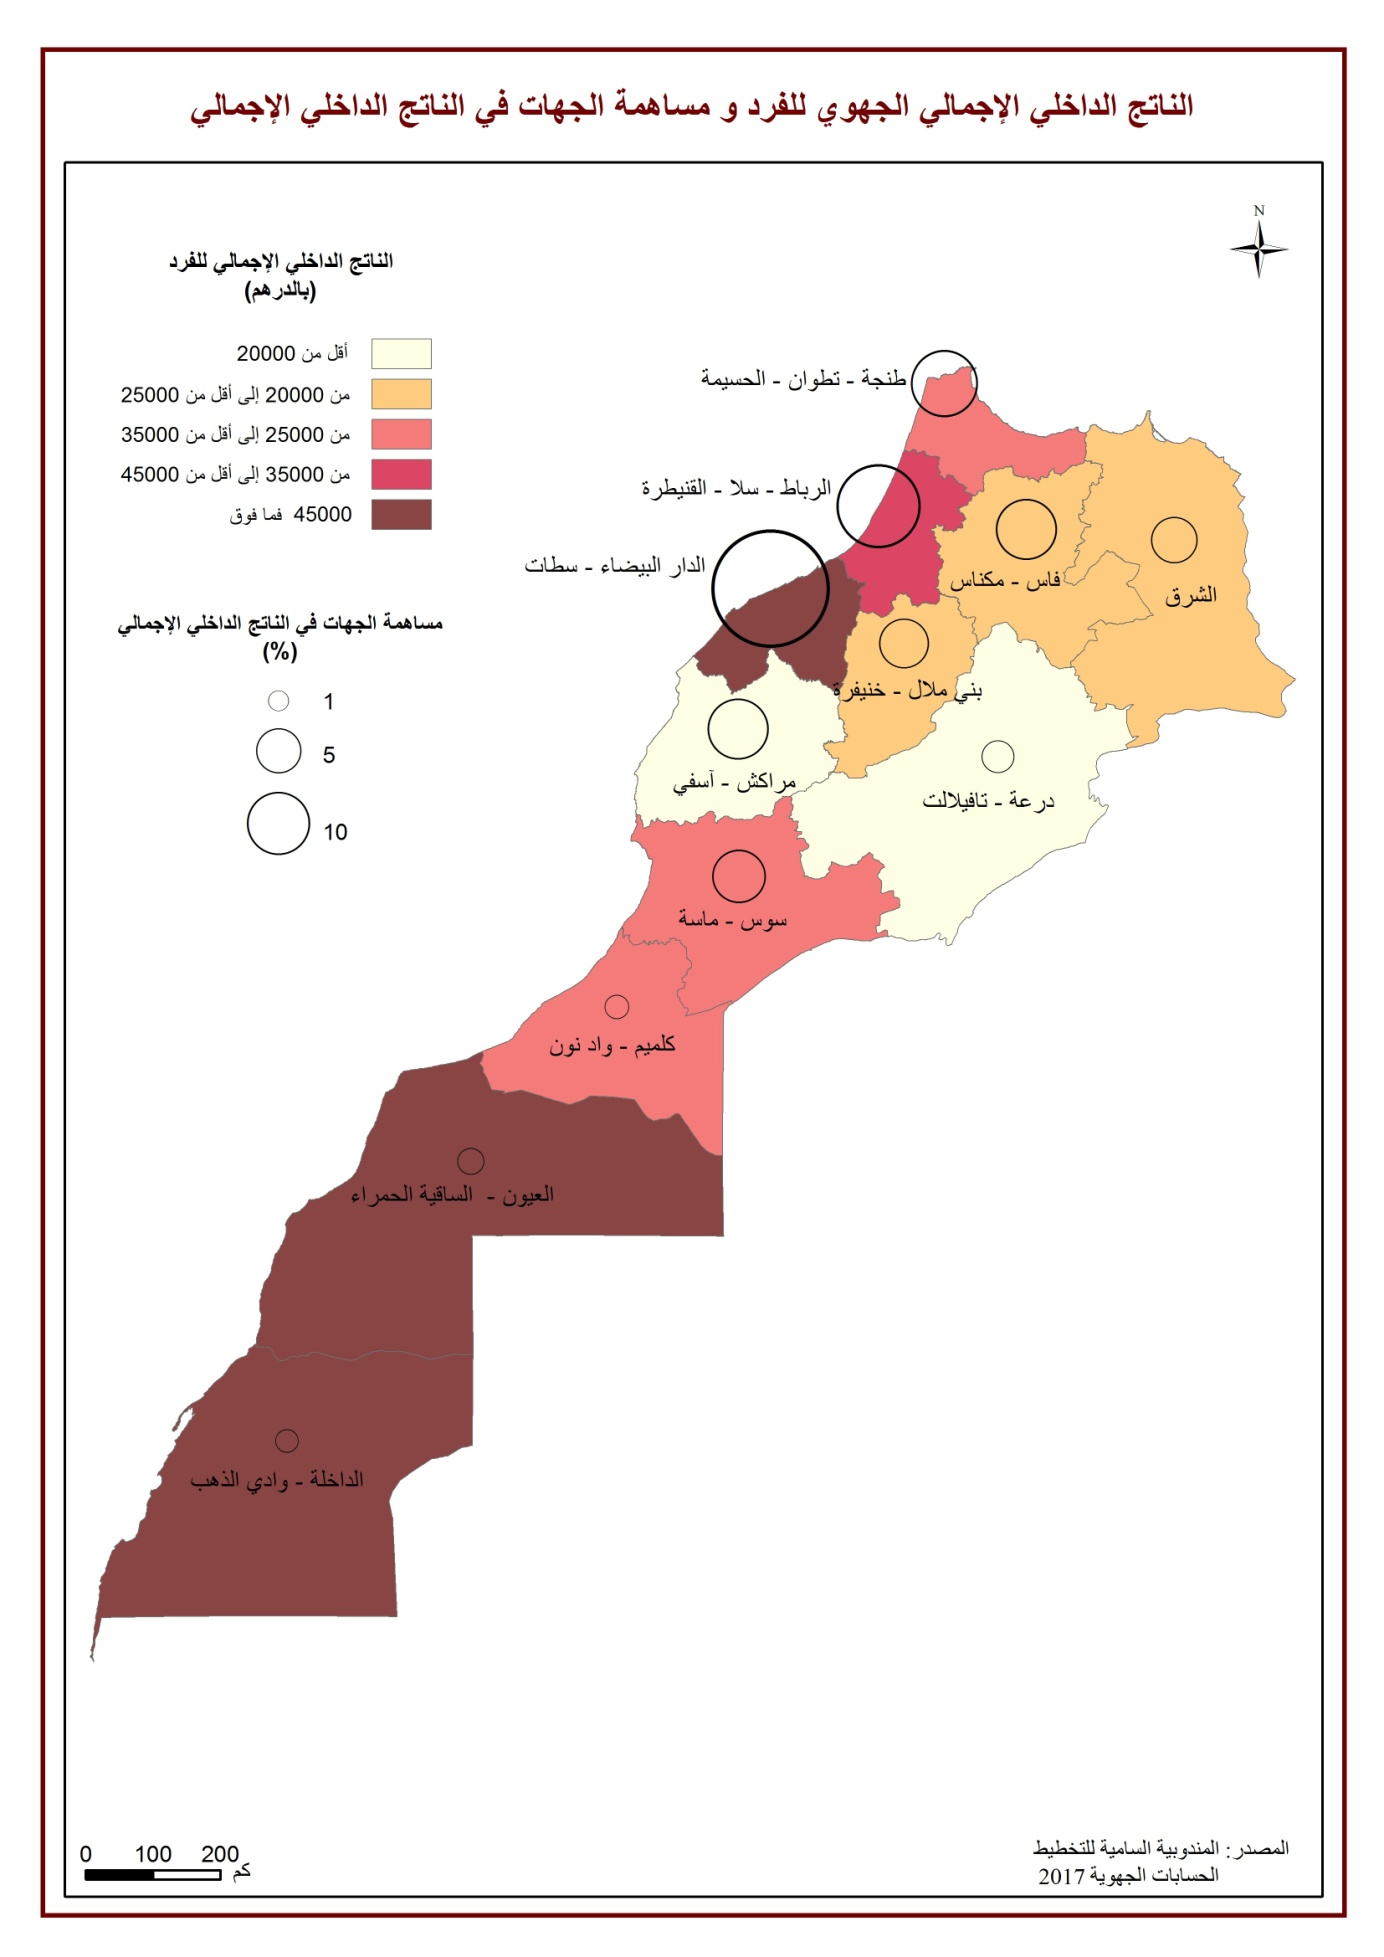 الناتج الداخلي الإجمالي الجهوي للفرد و مساهمة الجهات في الناتج الداخلي الإجمالي
N
الناتج الداخلي الإجمالي للفرد
(بالدرهم)
أقل من 20000
من 20000 إلى أقل من 25000
من 25000 إلى أقل من 35000
من 35000 إلى أقل من 45000
45000 فما فوق
مساهمة الجهات في الناتج الداخلي الإجمالي
(%)
1
5
10
طنجة - تطوان - الحسيمة
الرباط - سلا - القنيطرة
الدار البيضاء - سطات
فاس - مكناس
الشرق
بني ملال - خنيفرة
مراكش - آسفي
درعة - تافيلالت
سوس - ماسة
كلميم - واد نون
العيون - الساقية الحمراء
الداخلة - وادي الذهب
0 100 200
كم
المصدر: المندوبية السامية للتخطيط
الحسابات الجهوية 2017